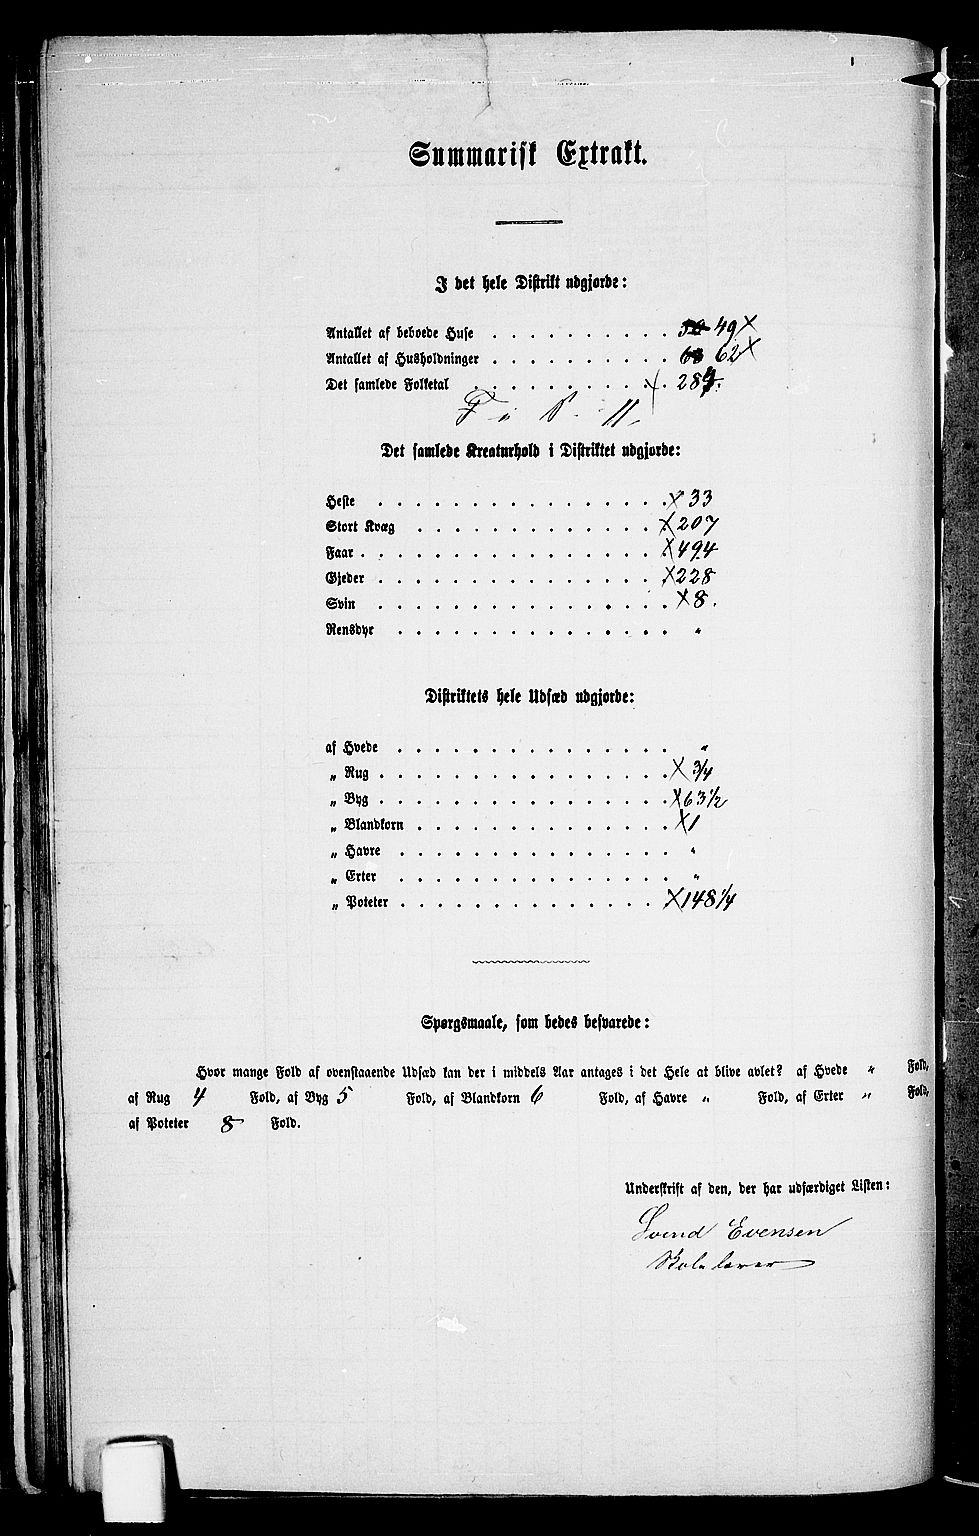 Summarisk Extrakt.
I det hele Distrikt udgjorde:
Antallet af beboede Huse . . . . . . . . . 50 49 ×
Antallet af Husholdninger . . . . . . . . . 63 62 ×
Det samlede Folketal . . . . . . . . . × 284.
Det samlede Kreaturhold i Distriktet udgjorde:
Heste . . . . . . . . . . . . . . × 33
Stort Kvæg . . . . . . . . . . . . × 207
Faar . . . . . . . . . . . . . . . × 494
Gjeder . . . . . . . . . . . . . . × 228
Svin . . . . . . . . . . . . . . × 8.
Rensdyr . . . . . . . . . . . . . "
Distriktets hele Udsæd udgjorde:
af Hvede . . . . . . . . . . . . . "
„ Rug . . . . . . . . . . . . . . × 3/4
„ Byg . . . . . . . . . . . . . . × 63 1/2
„ Blandkorn . . . . . . . . . . . . × 1
„ Havre . . . . . . . . . . . . . "
„ Erter . . . . . . . . . . . . . "
„ Poteter . . . . . . . . . . . . . × 148 1/4
Spørgsmaale, som bedes besvarede:
Hvor mange Fold af ovenstaaende Udsæd kan der i middels Aar antages i det Hele at blive avlet? af Hvede " Fold,
af Rug 4 Fold, af Byg 5 Fold, af Blandkorn 6 Fold, af Havre " Fold, af Erter " Fold,
af Poteter 8 Fold.
Underskrift af den, der har udfærdiget Listen:
Svend Evensen
Skolelærer